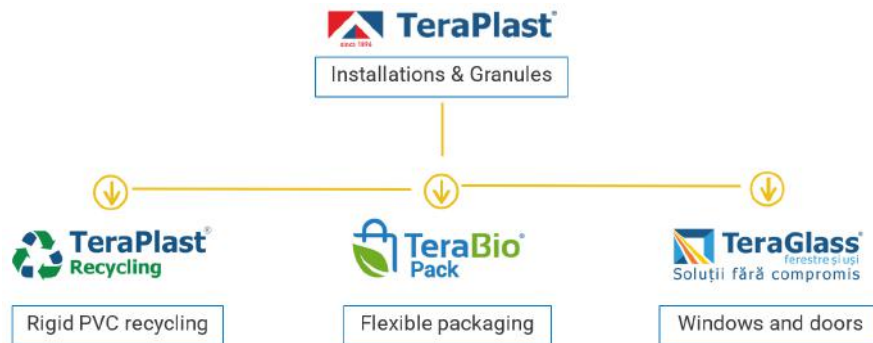 TeraPlast®
since 1896
Installations & Granules
TeraPlast®
Recycling
TeraBio®
Pack
TeraGlass®
ferestre și uși
Soluții fără compromis
Rigid PVC recycling
Flexible packaging
Windows and doors